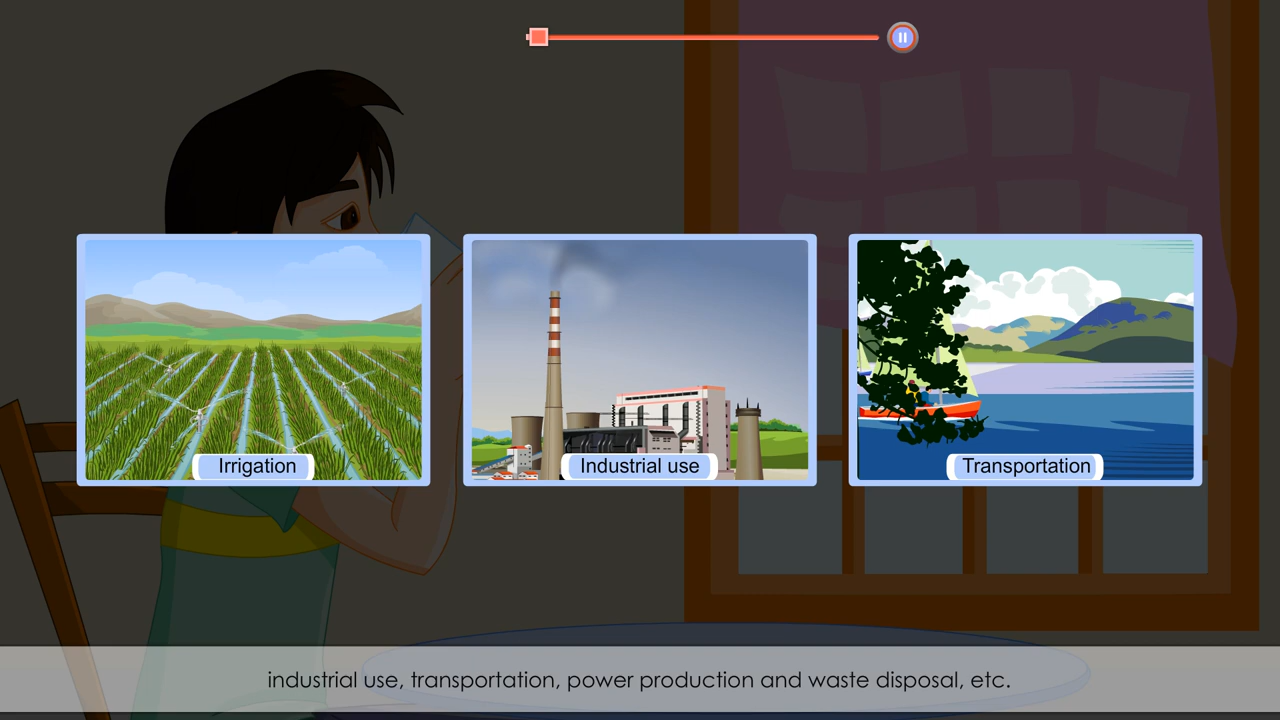 Irrigation
Industrial use
Transportation
industrial use, transportation, power production and waste disposal, etc.